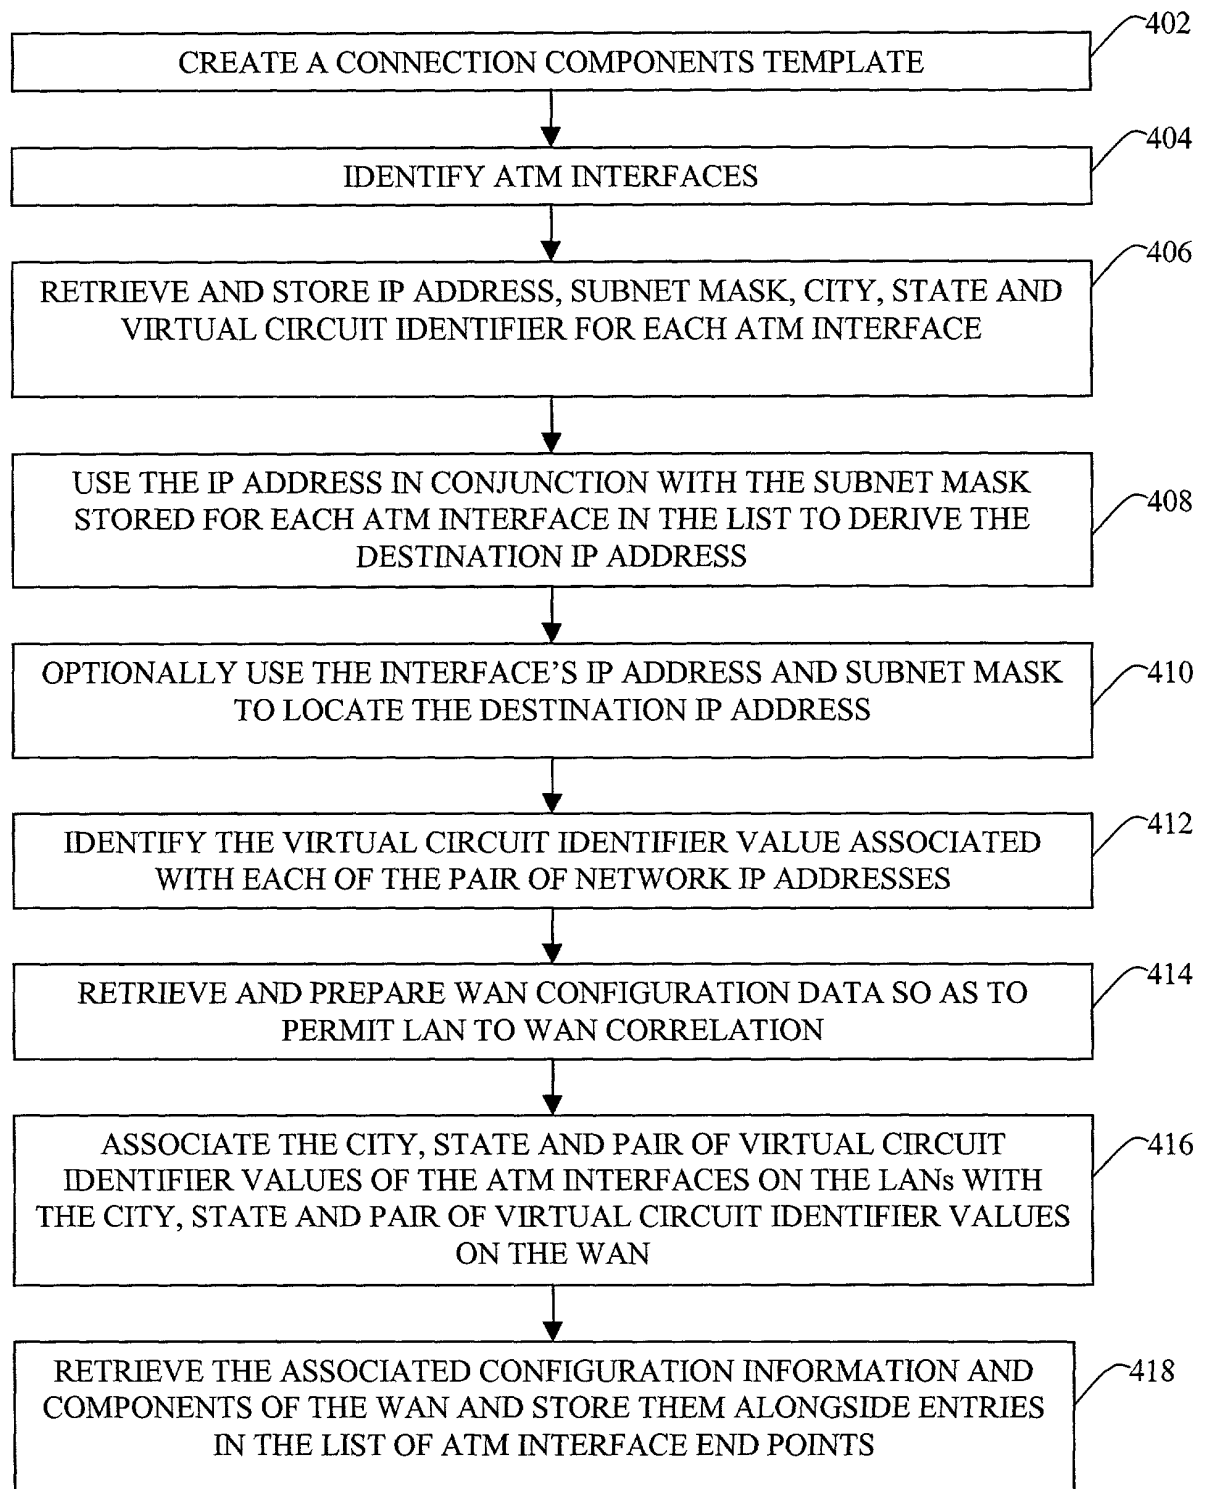 402
CREATE A CONNECTION COMPONENTS TEMPLATE
404
IDENTIFY ATM INTERFACES
406
RETRIEVE AND STORE IP ADDRESS, SUBNET MASK, CITY, STATE AND
VIRTUAL CIRCUIT IDENTIFIER FOR EACH ATM INTERFACE
USE THE IP ADDRESS IN CONJUNCTION WITH THE SUBNET MASK
408
STORED FOR EACH ATM INTERFACE IN THE LIST TO DERIVE THE
DESTINATION IP ADDRESS
OPTIONALLY USE THE INTERFACE'S IP ADDRESS AND SUBNET MASK
410
TO LOCATE THE DESTINATION IP ADDRESS
412
IDENTIFY THE VIRTUAL CIRCUIT IDENTIFIER VALUE ASSOCIATED
WITH EACH OF THE PAIR OF NETWORK IP ADDRESSES
414
RETRIEVE AND PREPARE WAN CONFIGURATION DATA SO AS TO
PERMIT LAN TO WAN CORRELATION
ASSOCIATE THE CITY, STATE AND PAIR OF VIRTUAL CIRCUIT
416
IDENTIFIER VALUES OF THE ATM INTERFACES ON THE LANs WITH
THE CITY, STATE AND PAIR OF VIRTUAL CIRCUIT IDENTIFIER VALUES
ON THE WAN
RETRIEVE THE ASSOCIATED CONFIGURATION INFORMATION AND
418
COMPONENTS OF THE WAN AND STORE THEM ALONGSIDE ENTRIES
IN THE LIST OF ATM INTERFACE END POINTS